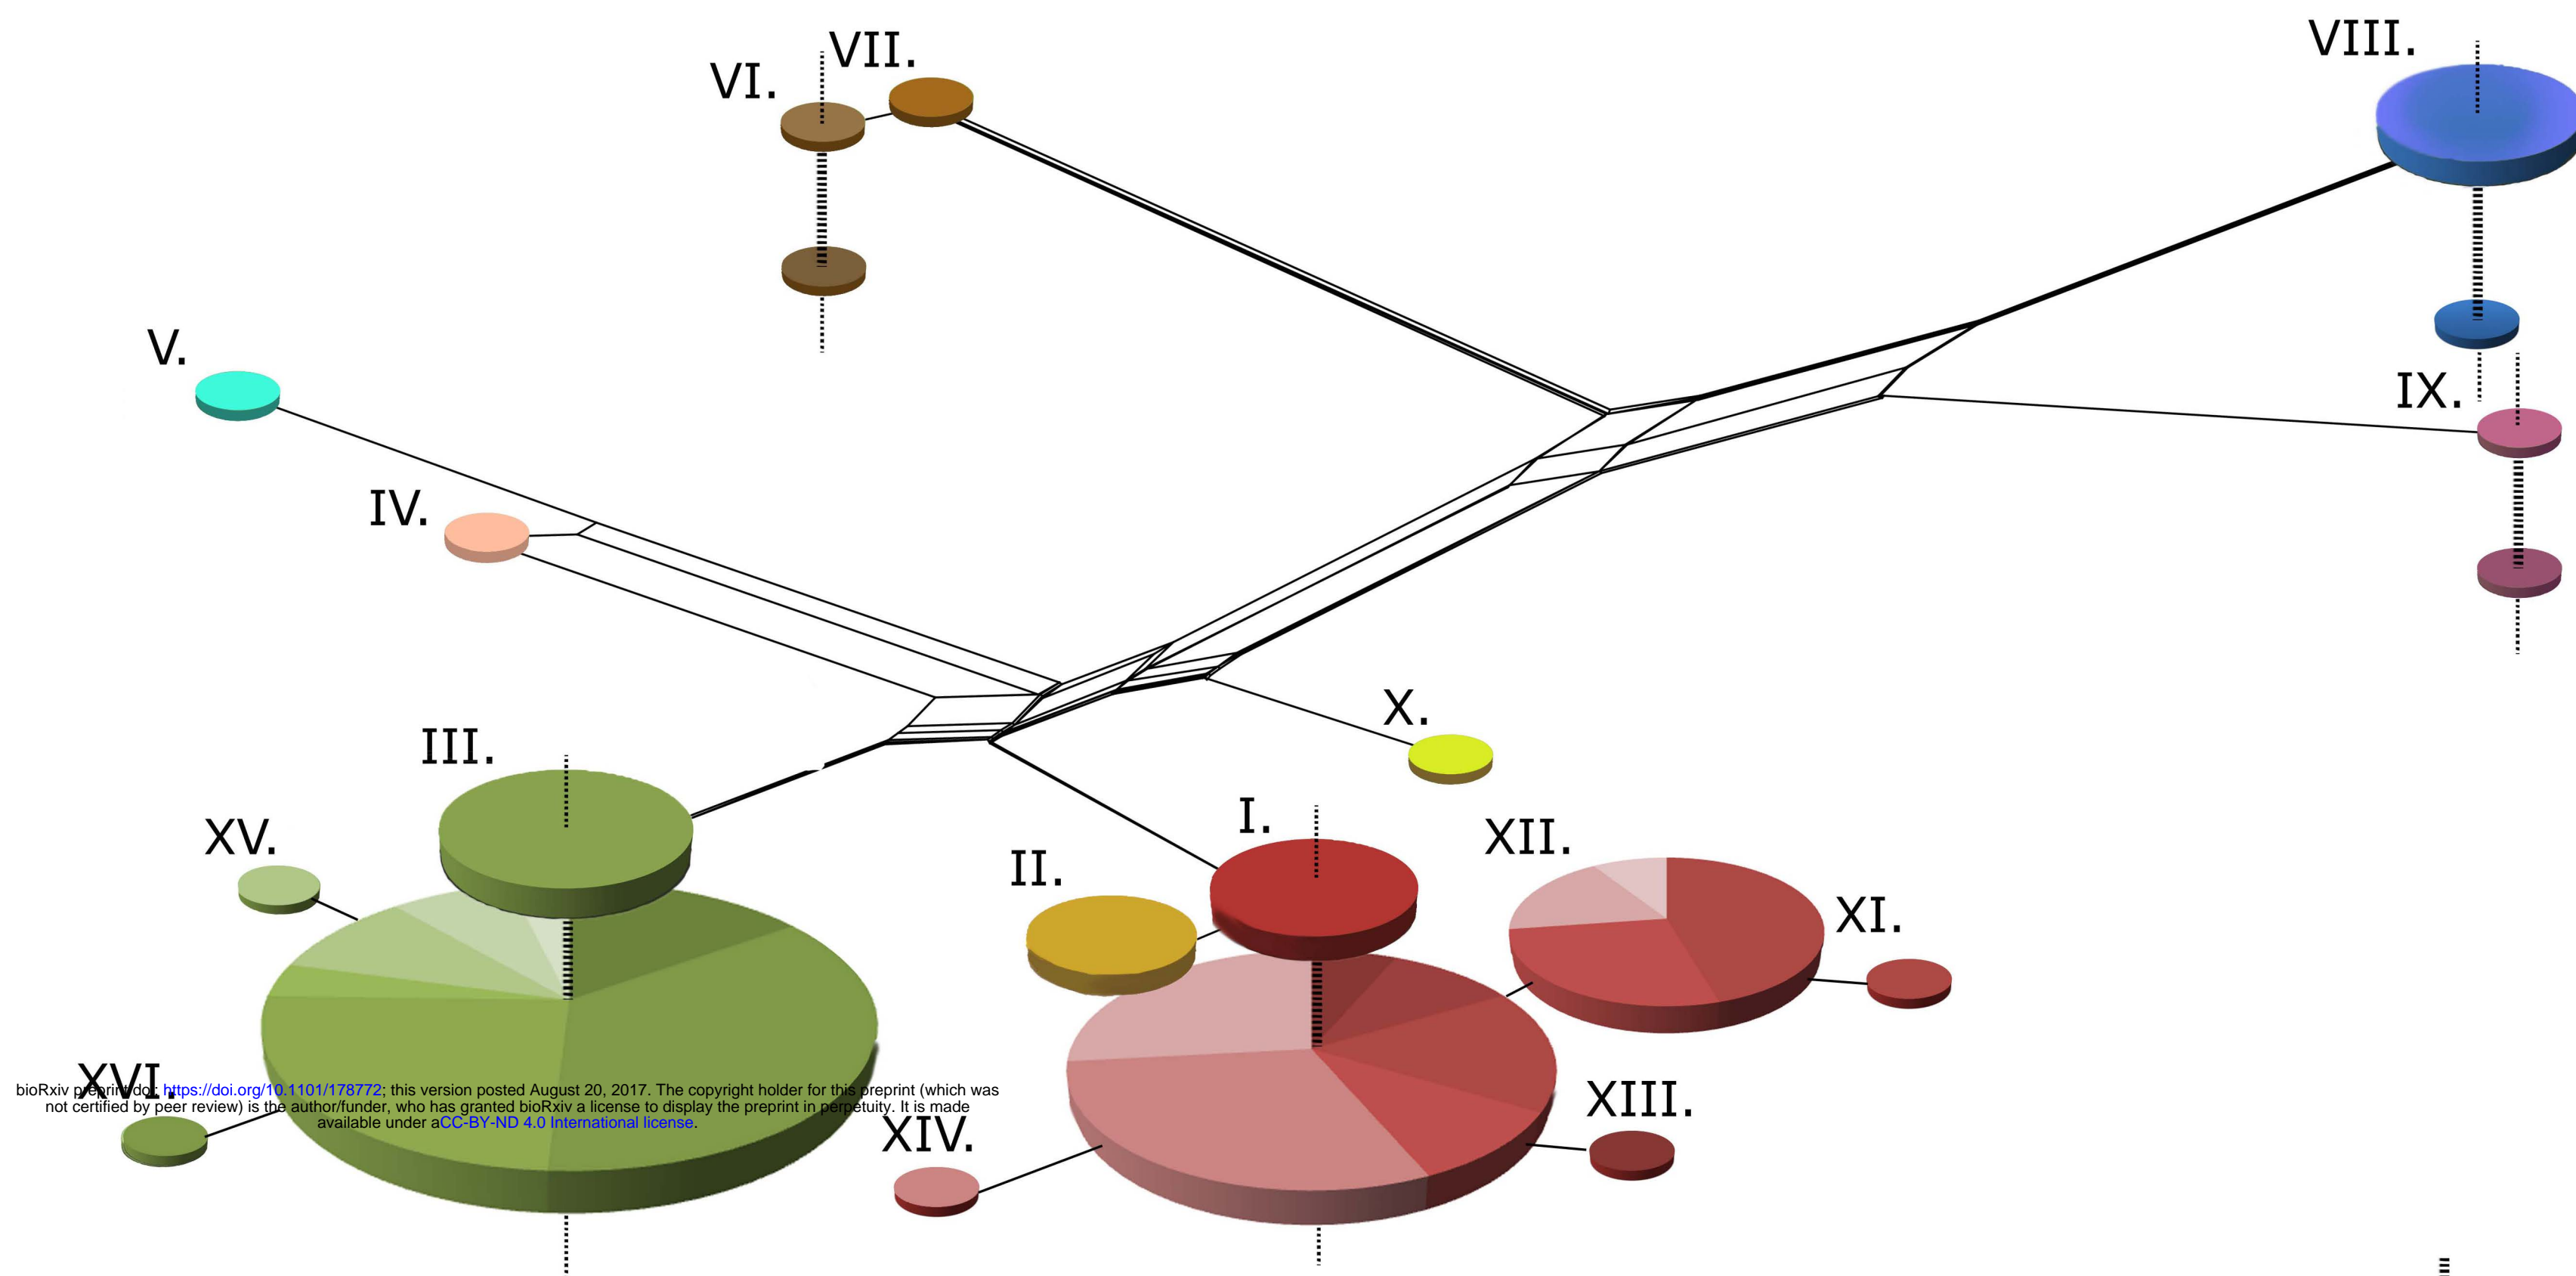 VIII.
VII.
VI.
V.
IX.
IV.
X.
III.
I.
XII.
XV.
II.
XI.
XVI.
bioRxiv preprint doi: https://doi.org/10.1101/178772; this version posted August 20, 2017. The copyright holder for this preprint (which was
not certified by peer review) is the author/funder, who has granted bioRxiv a license to display the preprint in perpetuity. It is made
available under aCC-BY-ND 4.0 International license.
XIII.
XIV.